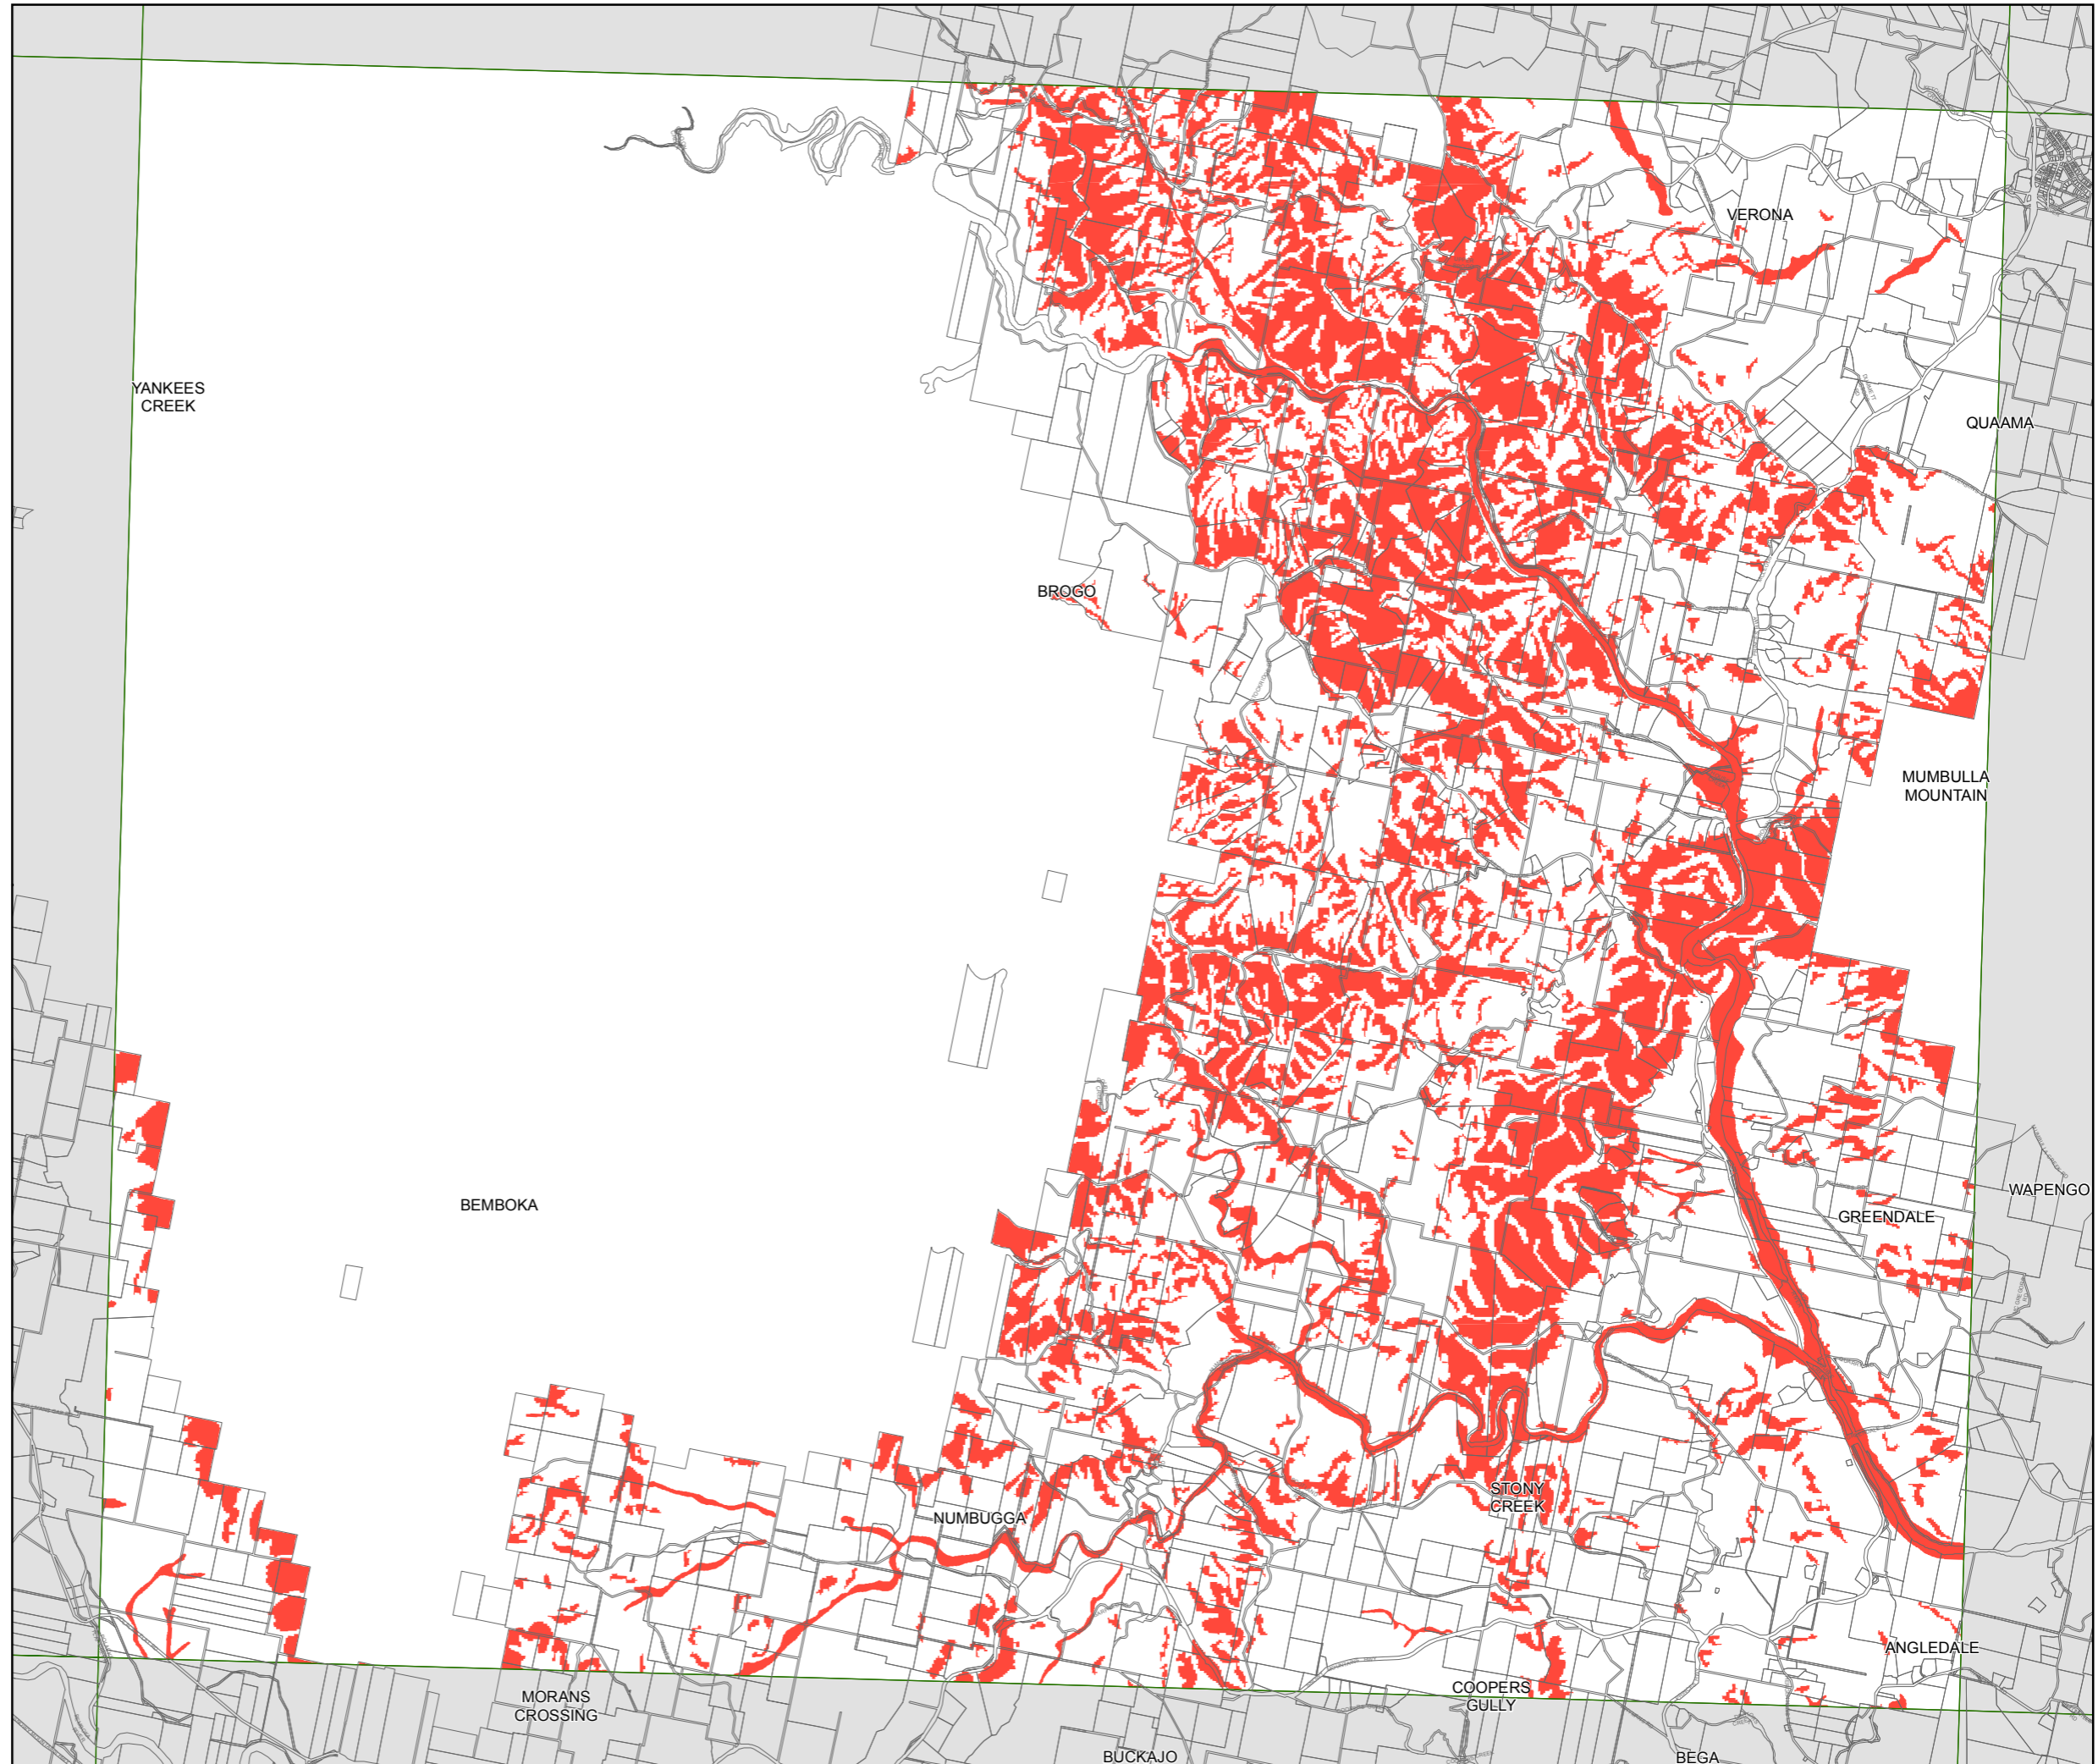 VERONA
YANKEES
CREEK
QUAAMA
BROGO
MUMBULLA
MOUNTAIN
WAPENGO
BEMBOKA
GREENDALE
STONY
CREEK
NUMBUGGA
ANGLEDALE
COOPERS
GULLY
MORANS
CROSSING
BUCKAJO
BEGA